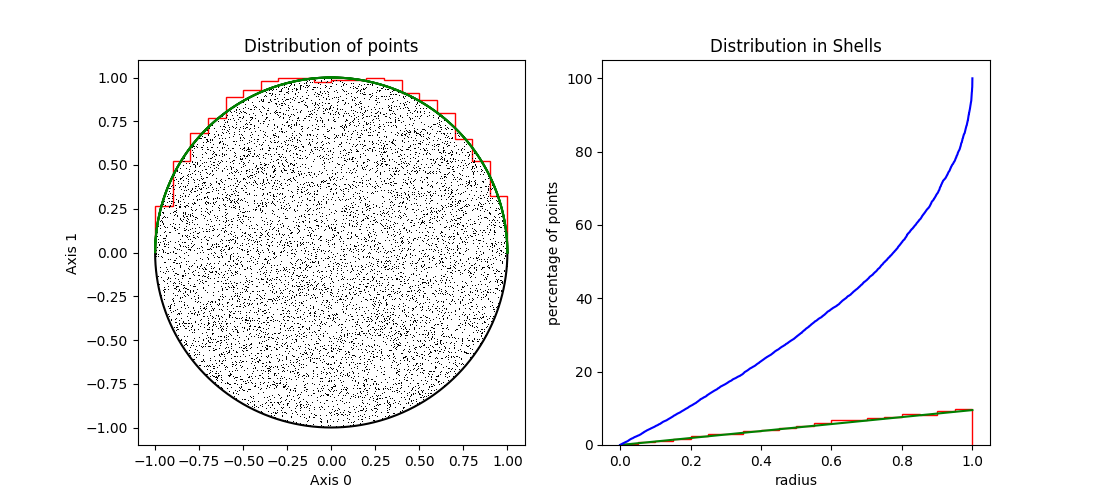 Distribution of points
1.00
0.75
0.50
0.25
0.00
−0.25
−0.50
−0.75
−1.00
Axis 1
−1.00 −0.75 −0.50 −0.25 0.00 0.25 0.50 0.75 1.00
Axis 0
Distribution in Shells
100
80
60
40
20
0
percentage of points
0.0 0.2 0.4 0.6 0.8 1.0
radius